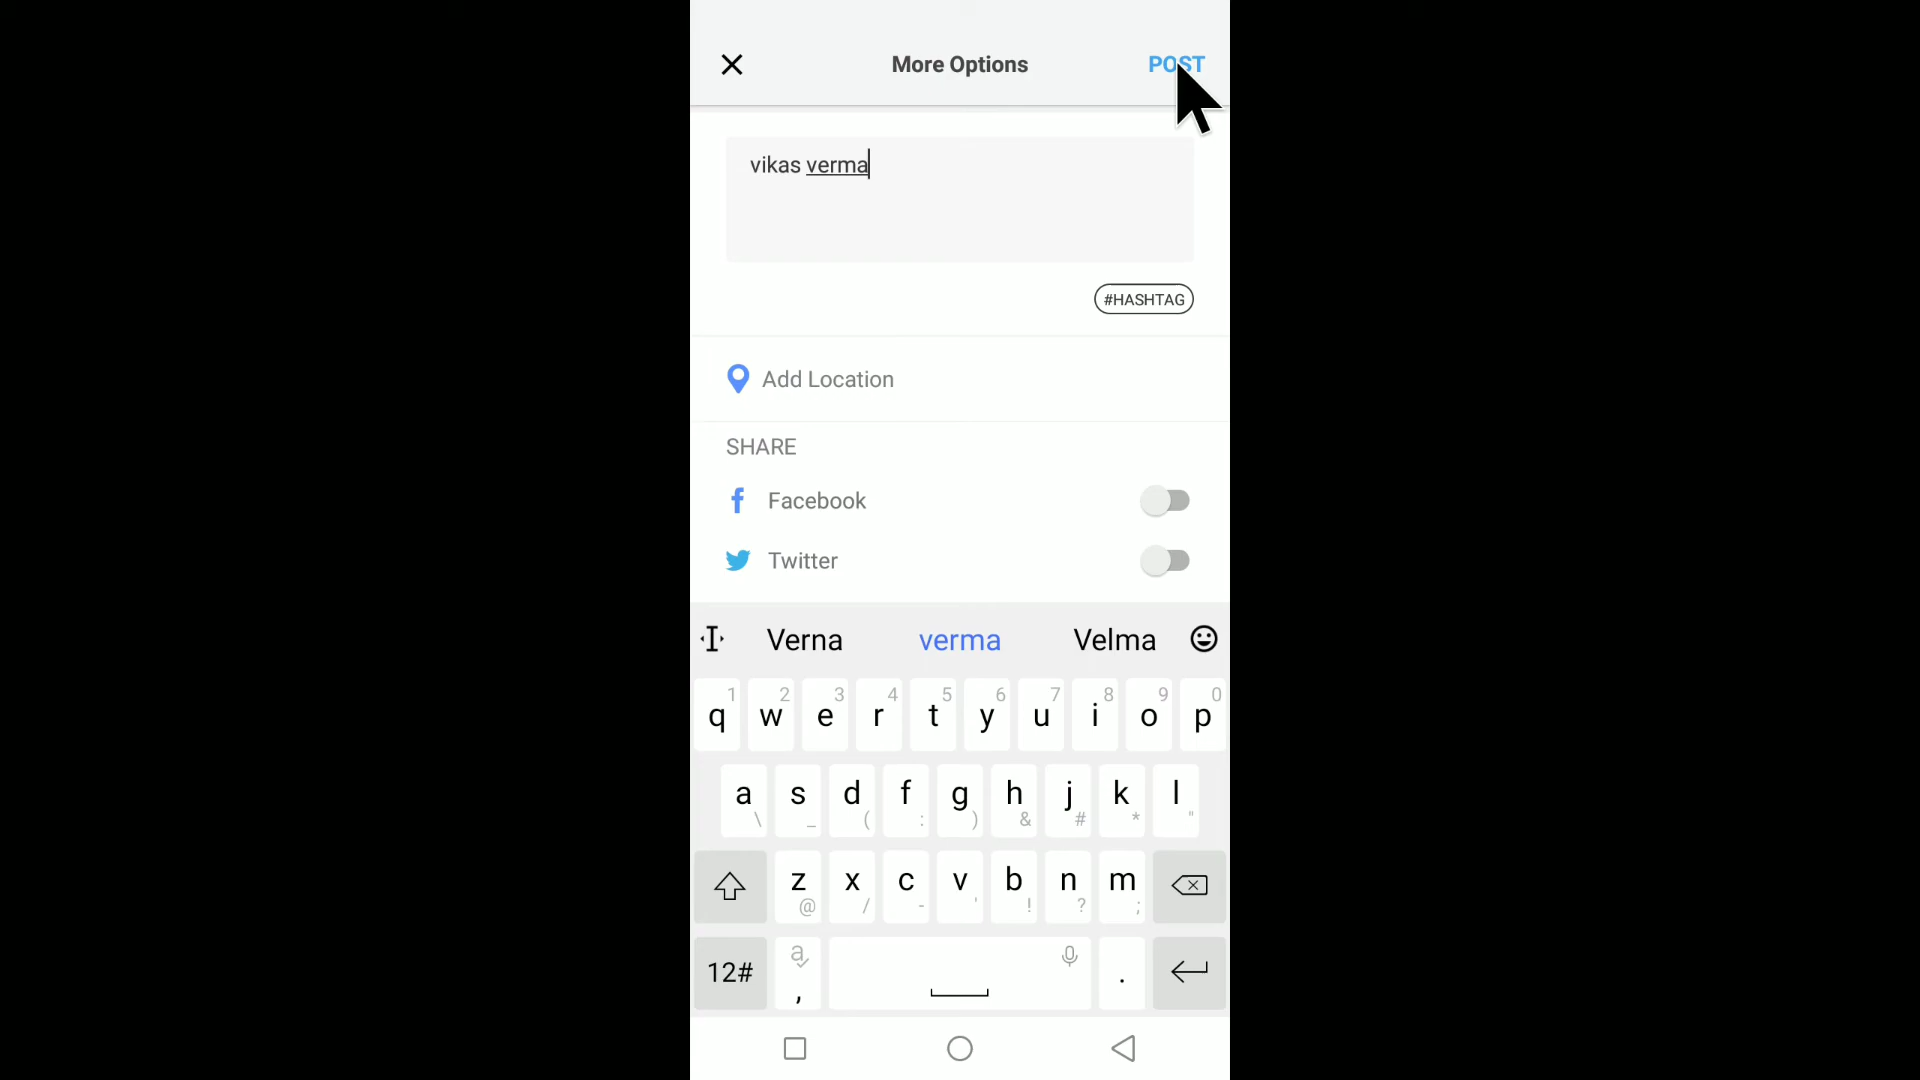 More Options
POST
vikas verma
#HASHTAG
Add Location
SHARE
Facebook
Twitter
Verna verma Velma
1 2 3 4 5 6 7 8 9 0
q w e r t y u i o p
a s d f g h j k l
\ _ ( : ) & # * "
z x c v b n m
@ / - ' ! ? ;
12# a , .